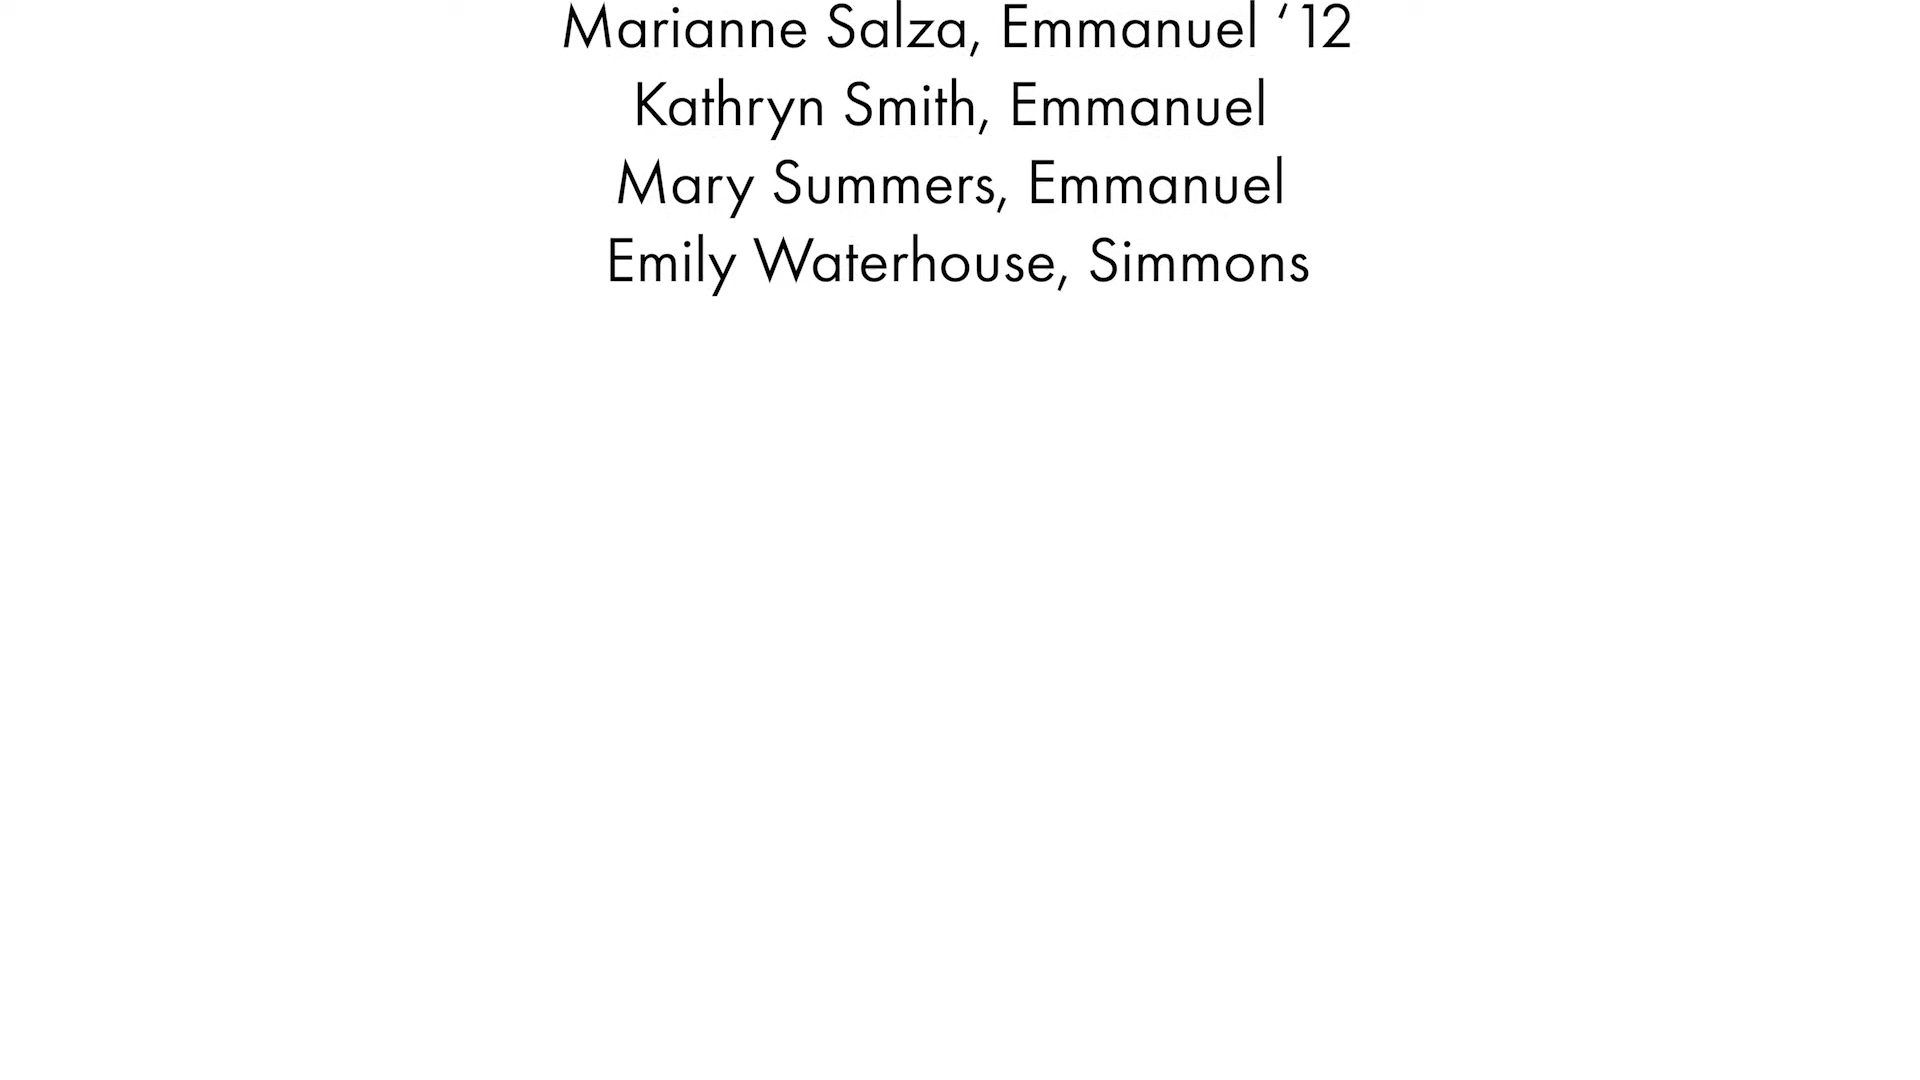 Marianne Salza, Emmanuel ‘12
Kathryn Smith, Emmanuel
Mary Summers, Emmanuel
Emily Waterhouse, Simmons